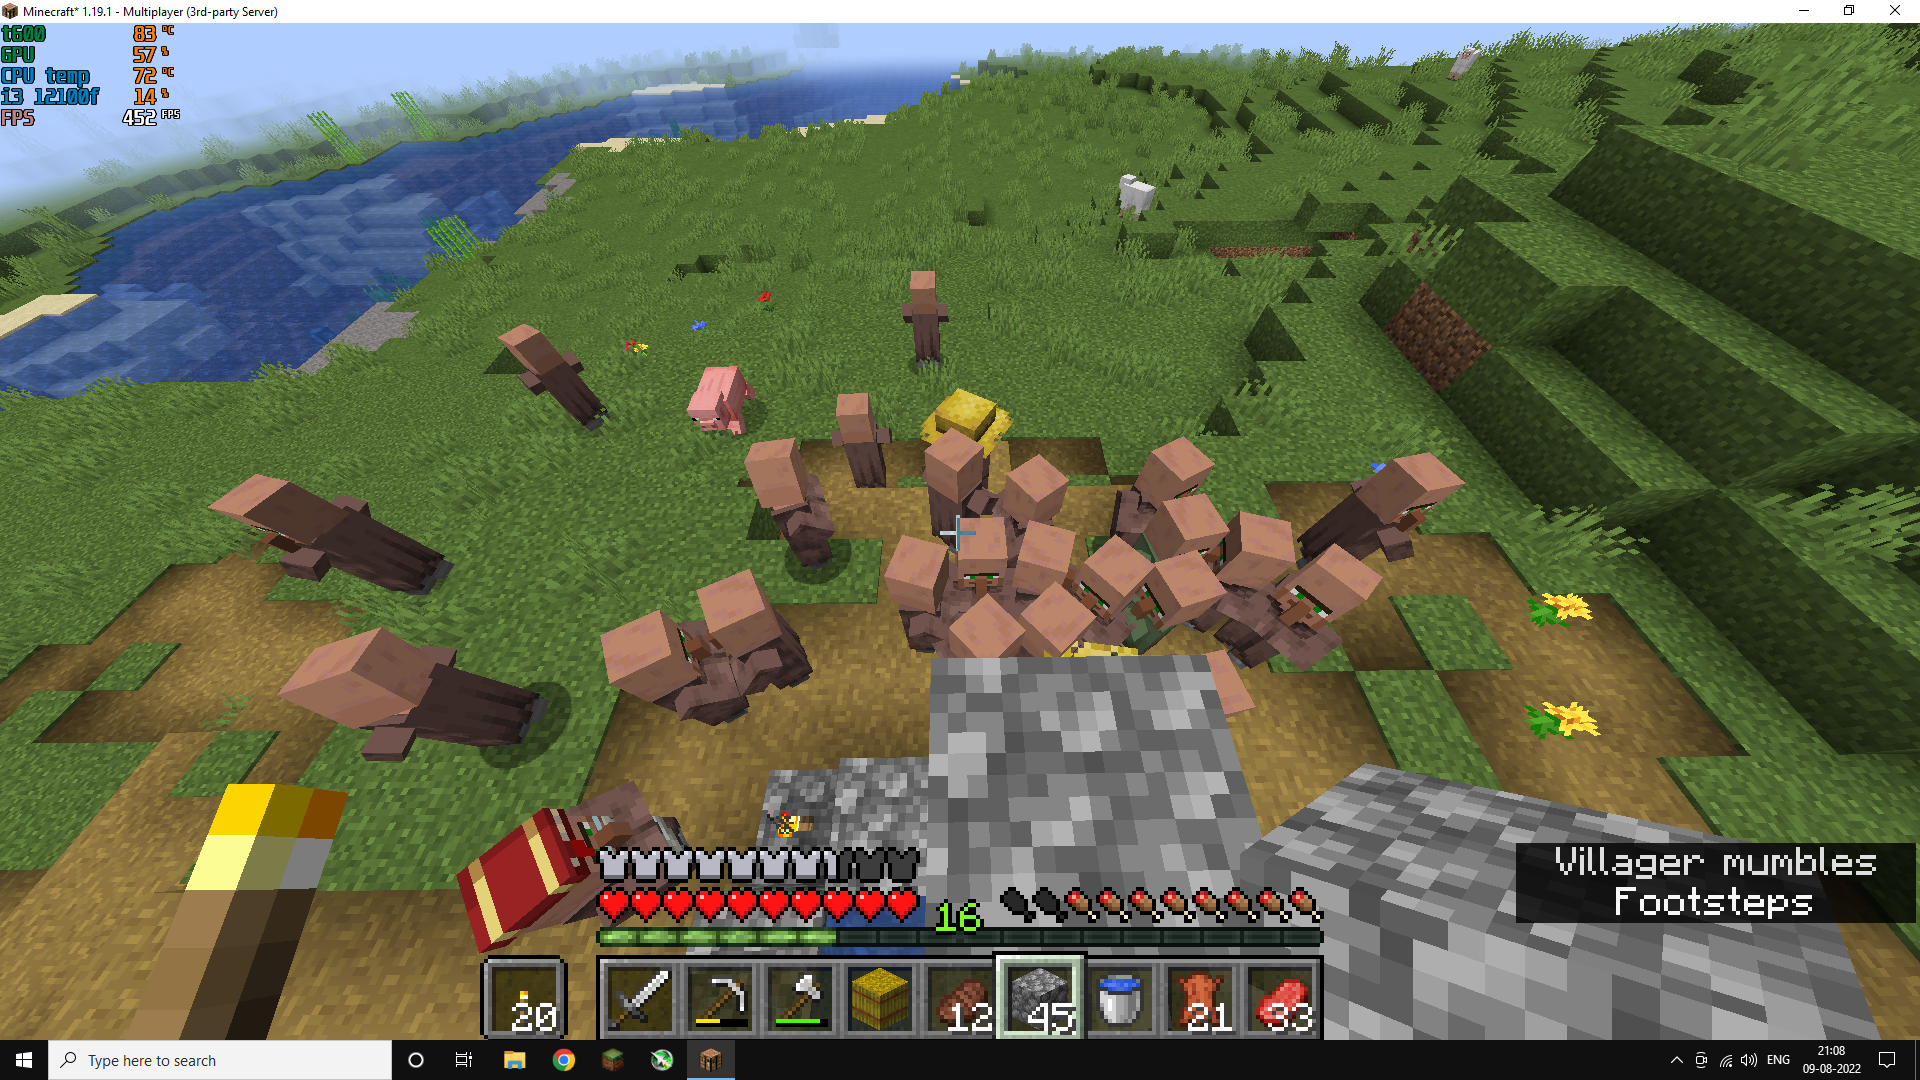 Minecraft* 1.19.1 - Multiplayer (3rd-party Server)
t600 83 °C
GPU 57 %
CPU temp 72 °C
i3 12100f 14 %
FPS 452 FPS
Villager mumbles
Footsteps
16
20 12 45 21 33
Type here to search
ENG
21:08
09-08-2022